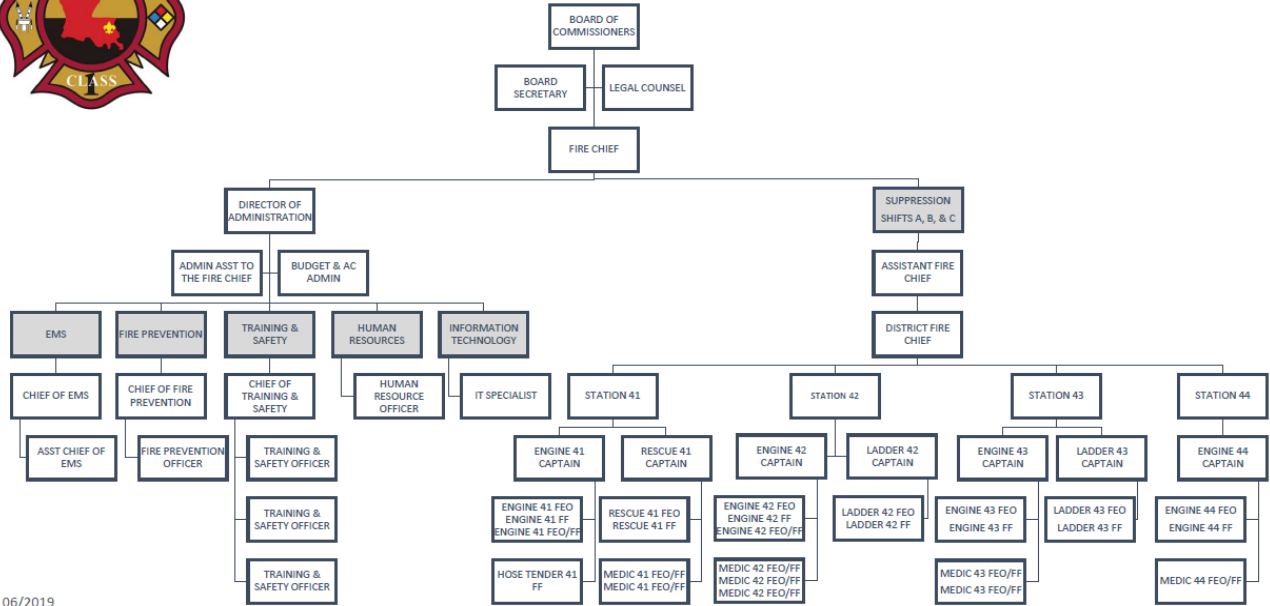 CLASS
1
BOARD OF
COMMISSIONERS
BOARD
SECRETARY
LEGAL COUNSEL
FIRE CHIEF
DIRECTOR OF
ADMINISTRATION
SUPPRESSION
SHIFTS A, B, & C
ADMIN ASST TO
THE FIRE CHIEF
BUDGET & AC
ADMIN
ASSISTANT FIRE
CHIEF
EMS
FIRE PREVENTION
TRAINING &
SAFETY
HUMAN
RESOURCES
INFORMATION
TECHNOLOGY
DISTRICT FIRE
CHIEF
CHIEF OF EMS
CHIEF OF FIRE
PREVENTION
CHIEF OF
TRAINING &
SAFETY
HUMAN
RESOURCE
OFFICER
IT SPECIALIST
STATION 41
STATION 42
STATION 43
STATION 44
ASST CHIEF OF
EMS
FIRE PREVENTION
OFFICER
TRAINING &
SAFETY OFFICER
ENGINE 41
CAPTAIN
RESCUE 41
CAPTAIN
ENGINE 42
CAPTAIN
LADDER 42
CAPTAIN
ENGINE 43
CAPTAIN
LADDER 43
CAPTAIN
ENGINE 44
CAPTAIN
TRAINING &
SAFETY OFFICER
ENGINE 41 FEO
ENGINE 41 FF
ENGINE 41 FEO/FF
RESCUE 41 FEO
RESCUE 41 FF
ENGINE 42 FEO
ENGINE 42 FF
ENGINE 42 FEO/FF
LADDER 42 FEO
LADDER 42 FF
ENGINE 43 FEO
ENGINE 43 FF
LADDER 43 FEO
LADDER 43 FF
ENGINE 44 FEO
ENGINE 44 FF
TRAINING &
SAFETY OFFICER
HOSE TENDER 41
FF
MEDIC 41 FEO/FF
MEDIC 41 FEO/FF
MEDIC 42 FEO/FF
MEDIC 42 FEO/FF
MEDIC 42 FEO/FF
MEDIC 43 FEO/FF
MEDIC 43 FEO/FF
MEDIC 44 FEO/FF
06/2019